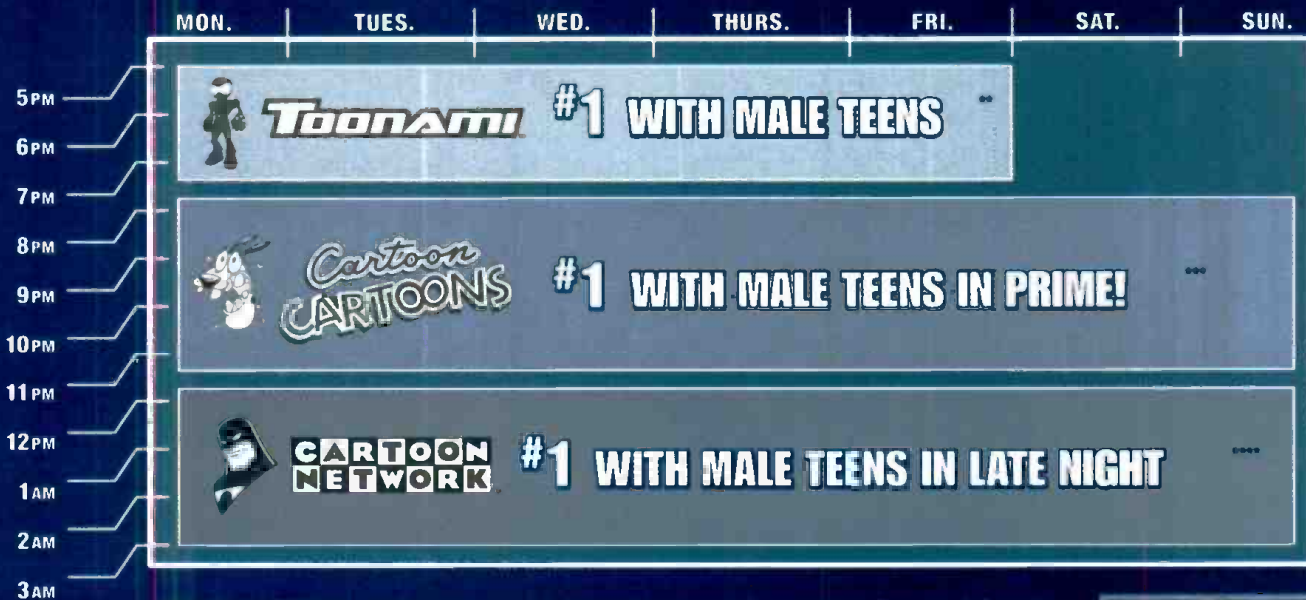 MON. TUES. WED. THURS. FRI. SAT. SUN.
5PM
TOONAMI #1 WITH MALE TEENS **
6PM
7PM
8PM
Cartoon
9PM
CARTOONS #1 WITH MALE TEENS IN PRIME! ***
10PM
11PM
12PM
CARTOON
NETWORK #1 WITH MALE TEENS IN LATE NIGHT ****
1AM
2AM
3AM